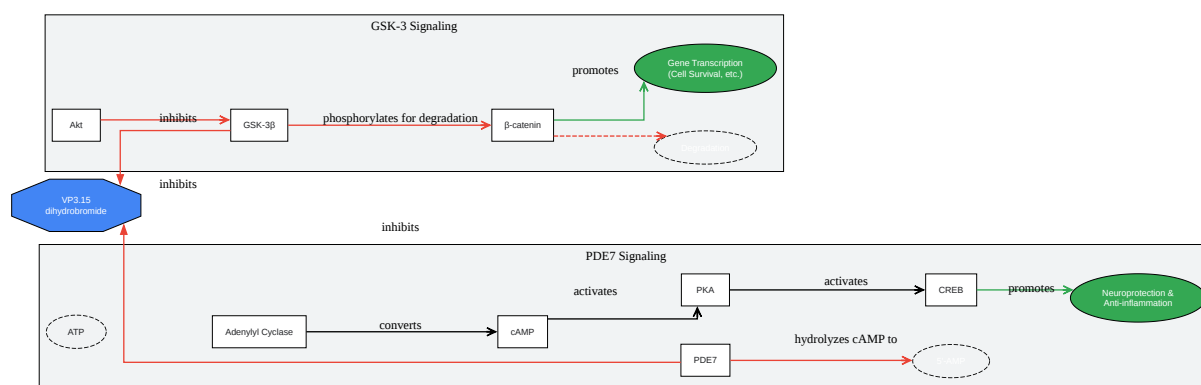 GSK-3 Signaling
Gene Transcription
(Cell Survival, etc.)
promotes
Akt
inhibits
GSK-3β
phosphorylates for degradation
β-catenin
Degradation
inhibits
VP3.15
dihydrobromide
inhibits
PDE7 Signaling
PKA
activates
CREB
promotes
Neuroprotection &
Anti-inflammation
activates
ATP
Adenylyl Cyclase
converts
cAMP
PDE7
hydrolyzes cAMP to